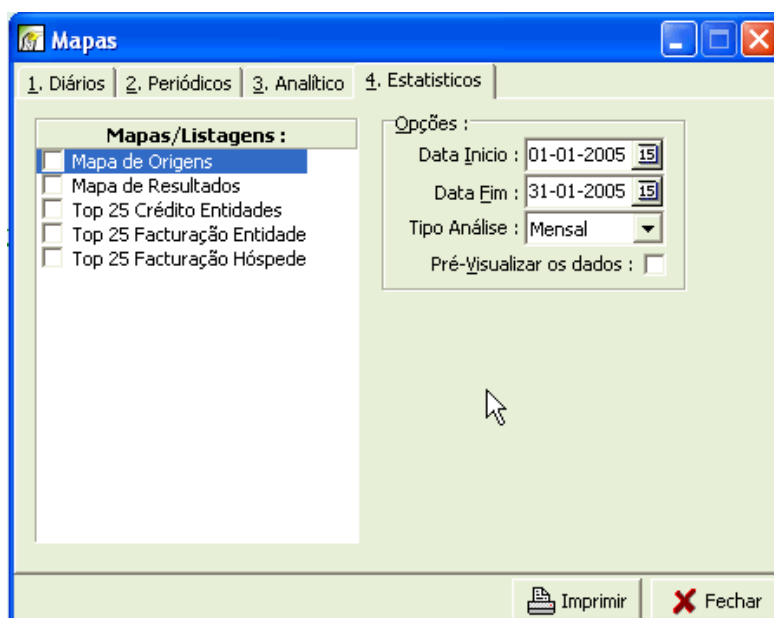 Mapas
1. Diários 2. Periódicos 3. Analítico 4. Estatisticos
Mapas/Listagens :
Mapa de Origens
Mapa de Resultados
Top 25 Crédito Entidades
Top 25 Facturação Entidade
Top 25 Facturação Hóspede
Opções :
Data Inicio : 01-01-2005 15
Data Fim : 31-01-2005 15
Tipo Análise : Mensal
Pré-Visualizar os dados :
Imprimir Fechar